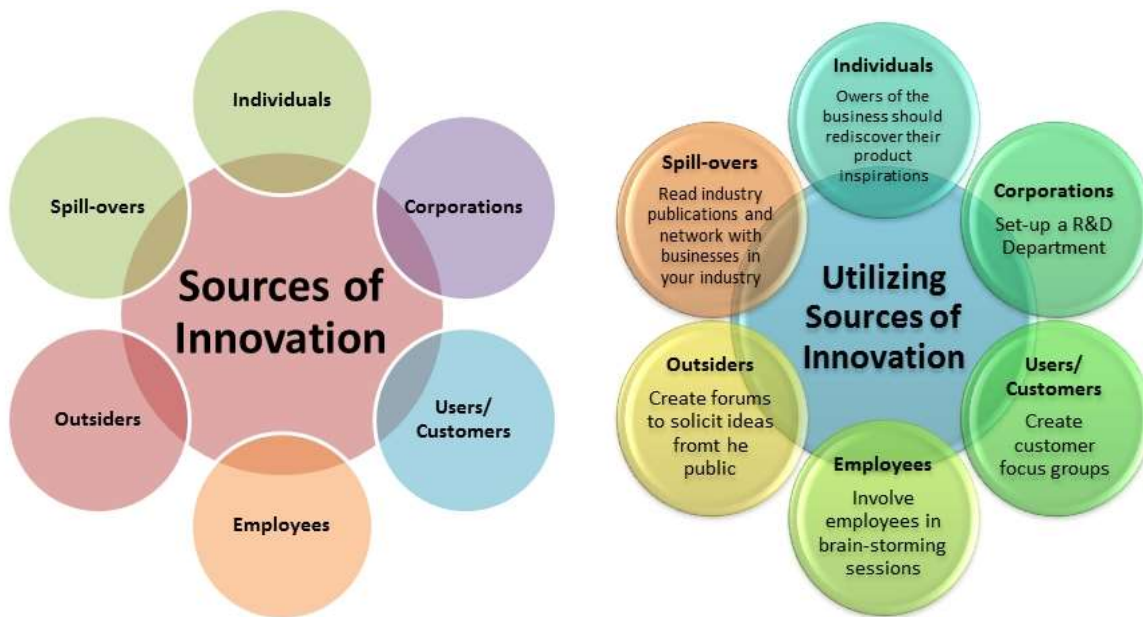 Individuals
Corporations
Users/
Customers
Employees
Outsiders
Spill-overs
Sources of
Innovation
Individuals
Owers of the
business should
rediscover their
product
inspirations
Corporations
Set-up a R&D
Department
Users/
Customers
Create
customer
focus groups
Employees
Involve
employees in
brain-storming
sessions
Outsiders
Create forums
to solicit ideas
fromt he
public
Spill-overs
Read industry
publications and
network with
businesses in
your industry
Utilizing
Sources of
Innovation